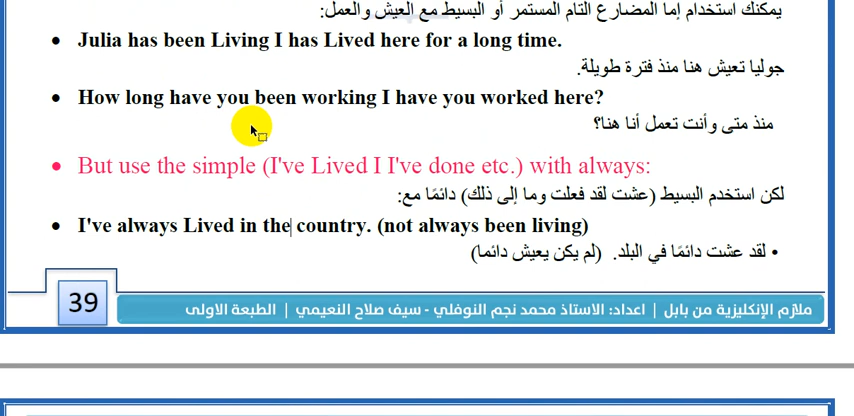 يمكنك استخدام إما المضارع التام المستمر أو البسيط مع العيش والعمل:
• Julia has been Living I has Lived here for a long time.
جوليا تعيش هنا منذ فترة طويلة.
• How long have you been working I have you worked here?
منذ متى وأنت تعمل أنا هنا؟
• But use the simple (I've Lived I I've done etc.) with always:
لكن استخدم البسيط (عشت لقد فعلت وما إلى ذلك) دائمًا مع:
• I've always Lived in the country. (not always been living)
• لقد عشت دائمًا في البلد. (لم يكن يعيش دائما)
39
ملازم الإنكليزية من بابل | اعداد: الاستاذ محمد نجم النوفلي - سيف صلاح النعيمي | الطبعة الاولى